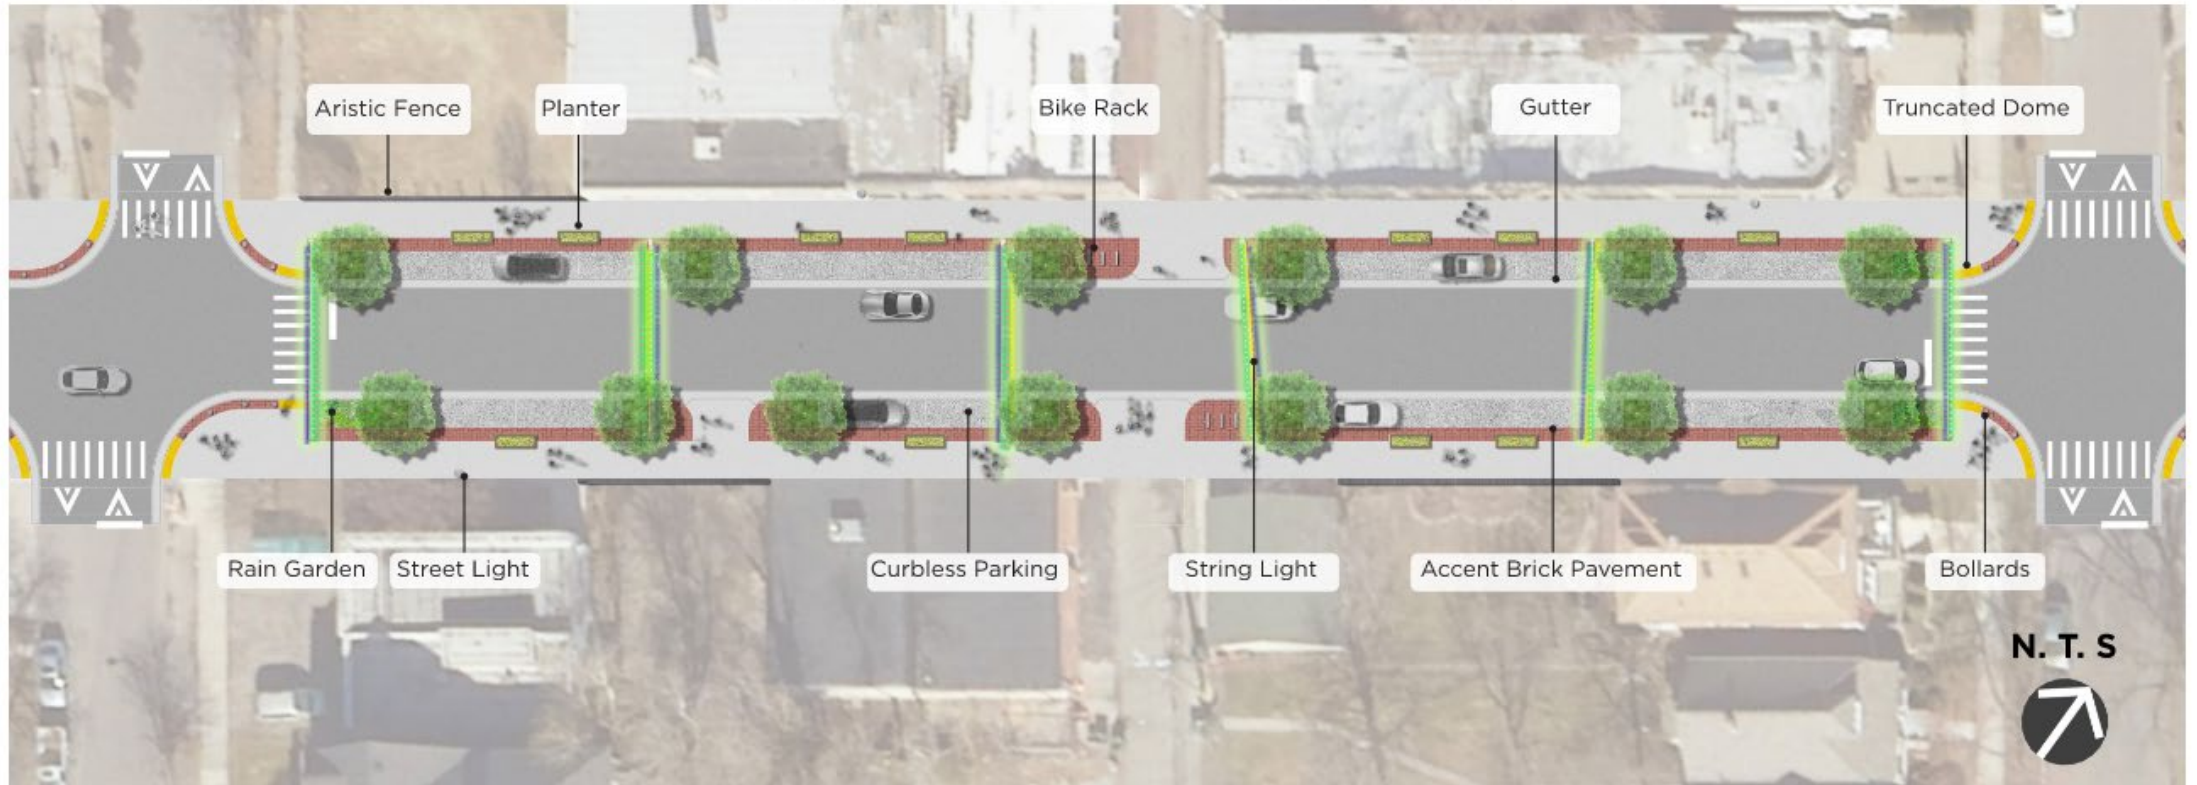 Aristic Fence
Planter
Bike Rack
Gutter
Truncated Dome
Rain Garden
Street Light
Curbless Parking
String Light
Accent Brick Pavement
Bollards
N. T. S